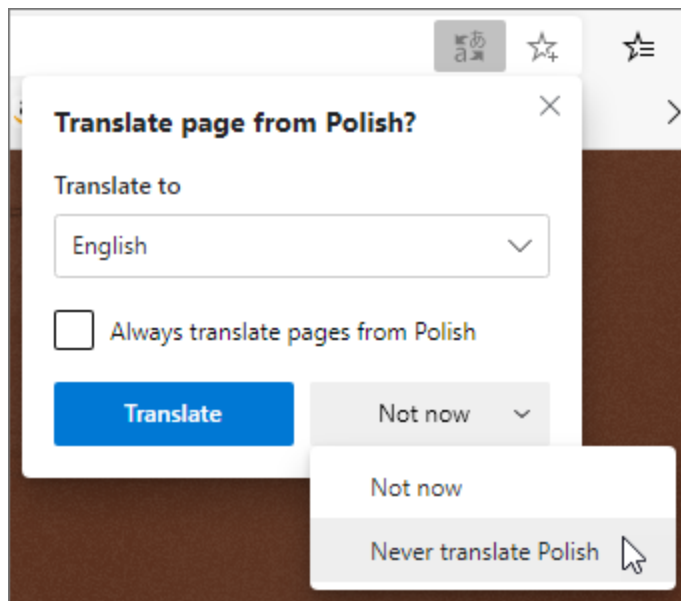 Translate page from Polish?
Translate to
English
Always translate pages from Polish
Translate
Not now
Not now
Never translate Polish